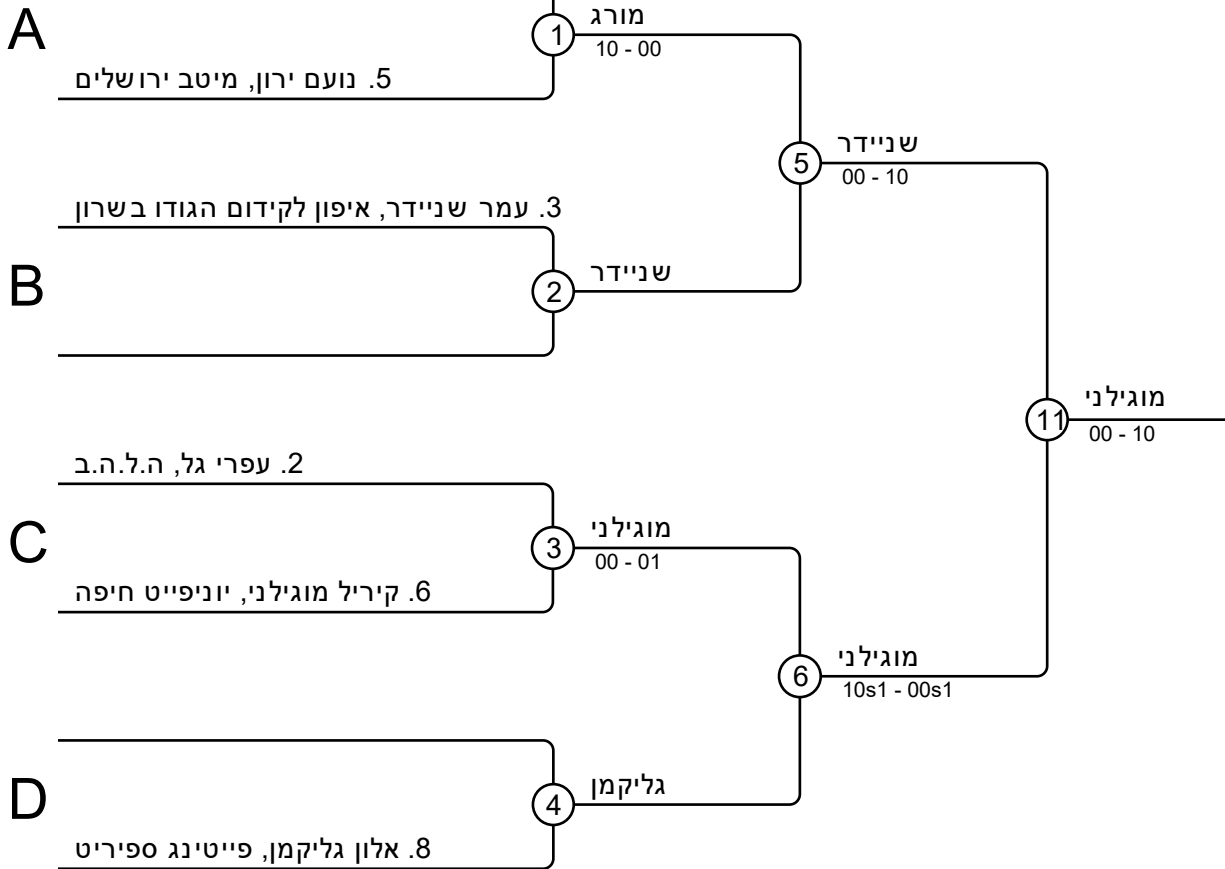 A
1
מורג
10 - 00
5. נועם ירון, מיטב ירושלים
5
שניידר
00 - 10
3. עמר שניידר, איפון לקידום הגודו בשרון
B
2
שניידר
11
מוגילני
00 - 10
2. עפרי גל, ה.ל.ה.ב
C
3
מוגילני
00 - 01
6. קיריל מוגילני, יוניפייט חיפה
6
מוגילני
10s1 - 00s1
D
4
גליקמן
8. אלון גליקמן, פייטינג ספיריט